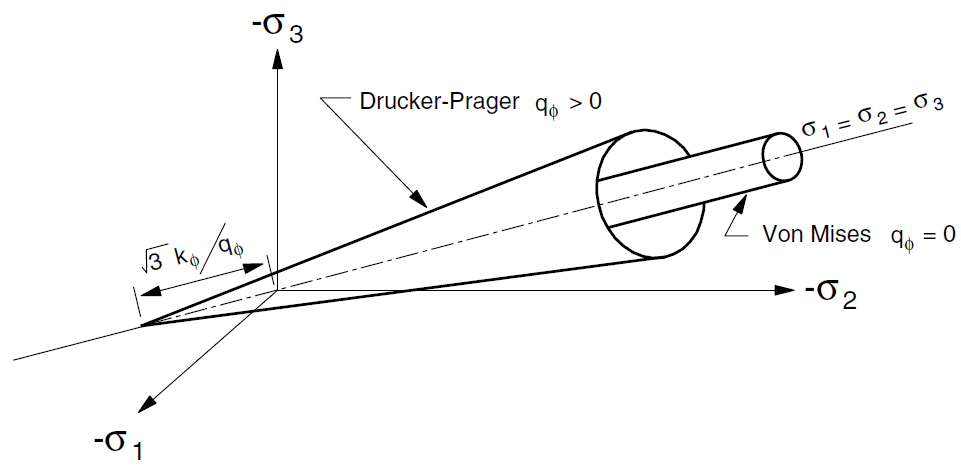 -σ3
Drucker-Prager qϕ > 0
σ1 = σ2 = σ3
√3 kϕ/qϕ
Von Mises qϕ = 0
-σ2
-σ1